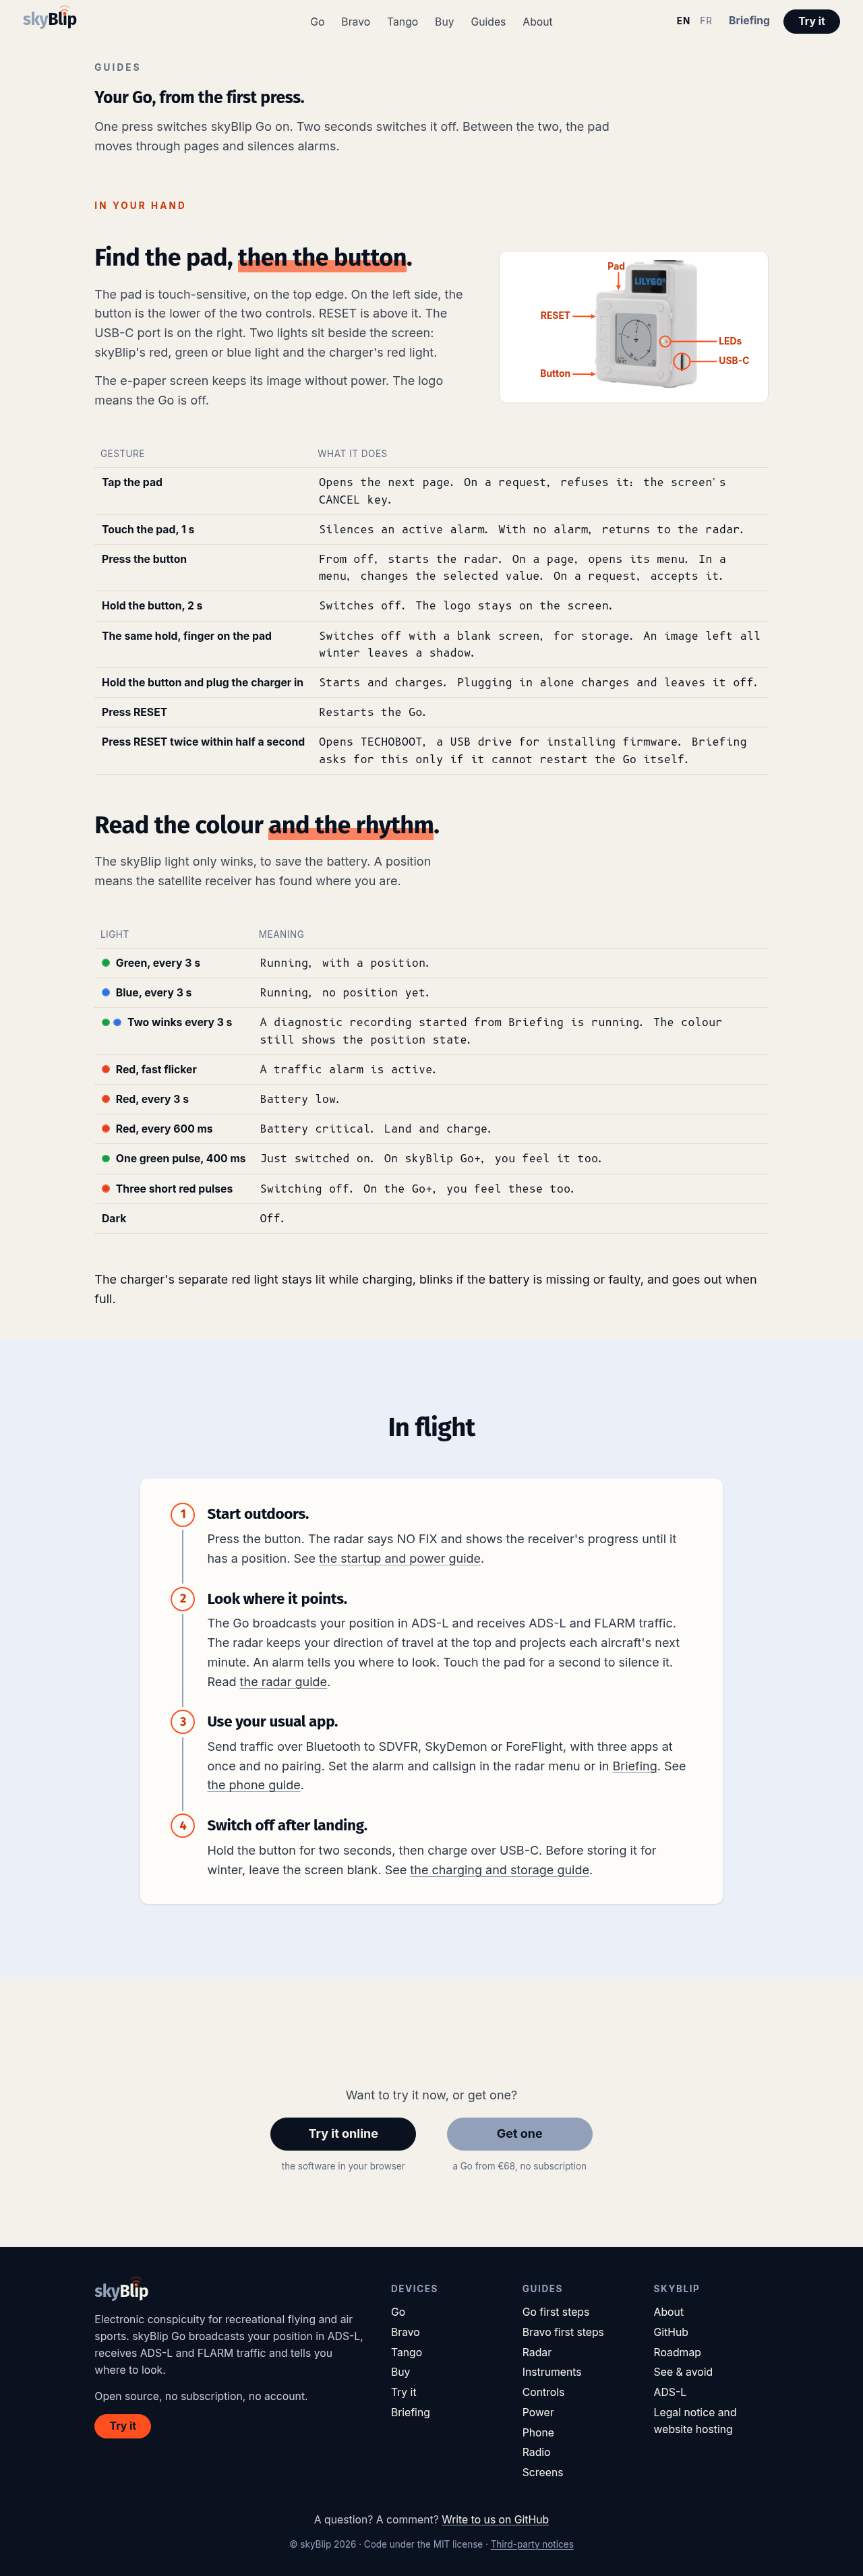 skyBlip
Go Bravo Tango Buy Guides About
EN FR Briefing Try it
GUIDES
Your Go, from the first press.
One press switches skyBlip Go on. Two seconds switches it off. Between the two, the pad
moves through pages and silences alarms.
IN YOUR HAND
Find the pad, then the button.
The pad is touch-sensitive, on the top edge. On the left side, the
button is the lower of the two controls. RESET is above it. The
USB-C port is on the right. Two lights sit beside the screen:
skyBlip's red, green or blue light and the charger's red light.
The e-paper screen keeps its image without power. The logo
means the Go is off.
Pad
LILYGO
RESET
LEDs
USB-C
Button
GESTURE WHAT IT DOES
Tap the pad Opens the next page. On a request, refuses it: the screen's
CANCEL key.
Touch the pad, 1 s Silences an active alarm. With no alarm, returns to the radar.
Press the button From off, starts the radar. On a page, opens its menu. In a
menu, changes the selected value. On a request, accepts it.
Hold the button, 2 s Switches off. The logo stays on the screen.
The same hold, finger on the pad Switches off with a blank screen, for storage. An image left all
winter leaves a shadow.
Hold the button and plug the charger in Starts and charges. Plugging in alone charges and leaves it off.
Press RESET Restarts the Go.
Press RESET twice within half a second Opens TECHOBOOT, a USB drive for installing firmware. Briefing
asks for this only if it cannot restart the Go itself.
Read the colour and the rhythm.
The skyBlip light only winks, to save the battery. A position
means the satellite receiver has found where you are.
LIGHT MEANING
Green, every 3 s Running, with a position.
Blue, every 3 s Running, no position yet.
Two winks every 3 s A diagnostic recording started from Briefing is running. The colour
still shows the position state.
Red, fast flicker A traffic alarm is active.
Red, every 3 s Battery low.
Red, every 600 ms Battery critical. Land and charge.
One green pulse, 400 ms Just switched on. On skyBlip Go+, you feel it too.
Three short red pulses Switching off. On the Go+, you feel these too.
Dark Off.
The charger's separate red light stays lit while charging, blinks if the battery is missing or faulty, and goes out when
full.
In flight
1 Start outdoors.
Press the button. The radar says NO FIX and shows the receiver's progress until it
has a position. See the startup and power guide.
2 Look where it points.
The Go broadcasts your position in ADS-L and receives ADS-L and FLARM traffic.
The radar keeps your direction of travel at the top and projects each aircraft's next
minute. An alarm tells you where to look. Touch the pad for a second to silence it.
Read the radar guide.
3 Use your usual app.
Send traffic over Bluetooth to SDVFR, SkyDemon or ForeFlight, with three apps at
once and no pairing. Set the alarm and callsign in the radar menu or in Briefing. See
the phone guide.
4 Switch off after landing.
Hold the button for two seconds, then charge over USB-C. Before storing it for
winter, leave the screen blank. See the charging and storage guide.
Want to try it now, or get one?
Try it online Get one
the software in your browser a Go from €68, no subscription
skyBlip
Electronic conspicuity for recreational flying and air
sports. skyBlip Go broadcasts your position in ADS-L,
receives ADS-L and FLARM traffic and tells you
where to look.
Open source, no subscription, no account.
Try it
DEVICES
Go
Bravo
Tango
Buy
Try it
Briefing
GUIDES
Go first steps
Bravo first steps
Radar
Instruments
Controls
Power
Phone
Radio
Screens
SKYBLIP
About
GitHub
Roadmap
See & avoid
ADS-L
Legal notice and
website hosting
A question? A comment? Write to us on GitHub
© skyBlip 2026 · Code under the MIT license · Third-party notices